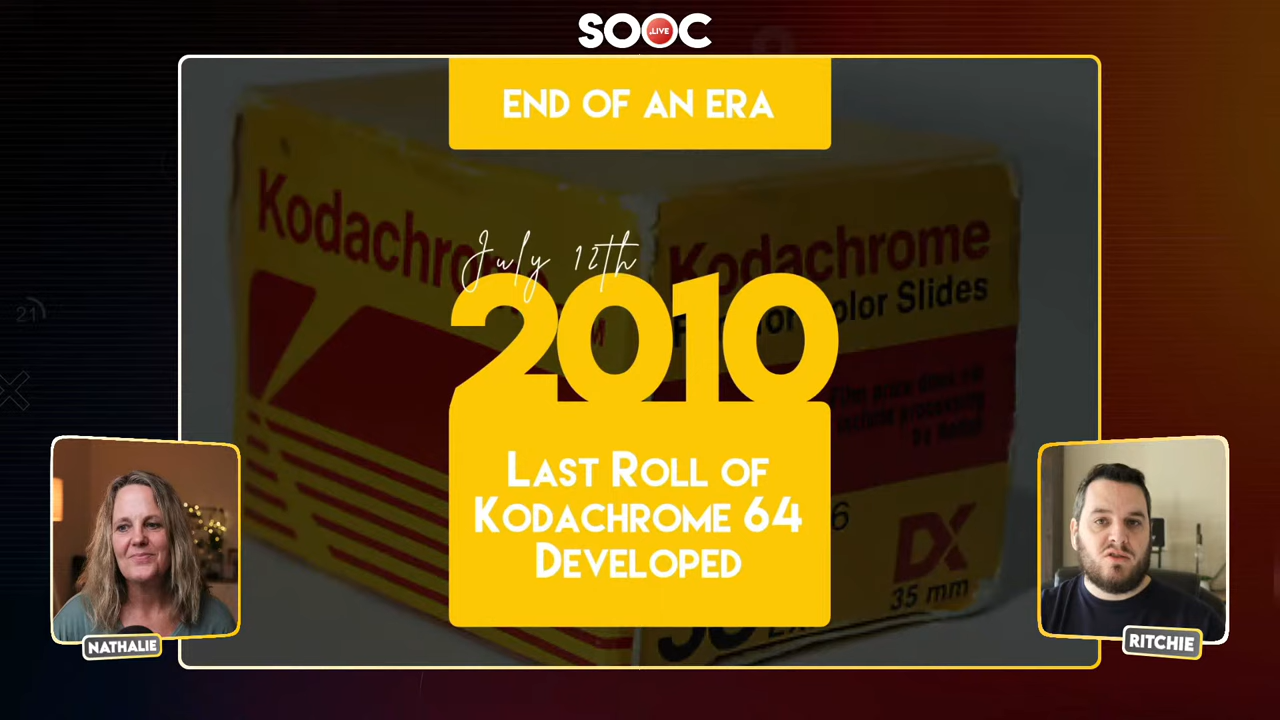 SOOC
.LIVE
END OF AN ERA
Kodachrome
Kodachrome
Color Slides
July 12th
2010
LAST ROLL OF
KODACHROME 64
DEVELOPED
DX
35 mm
21
NATHALIE
RITCHIE